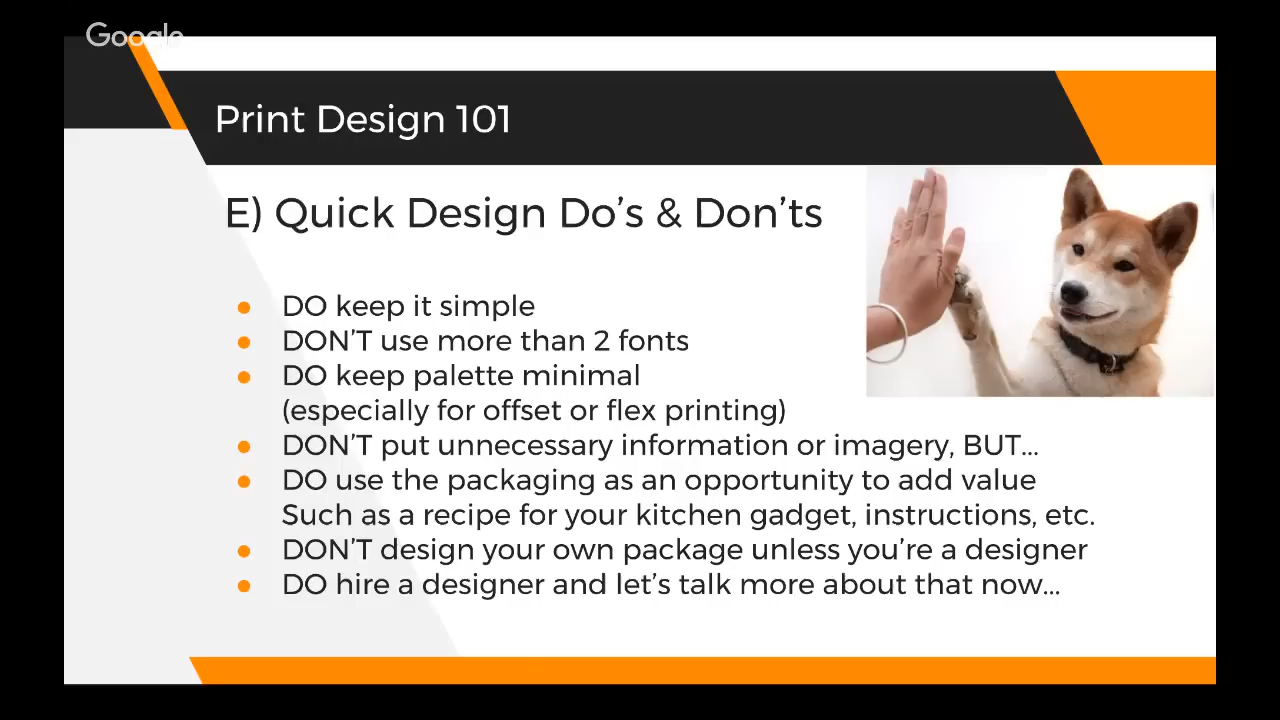 Google
Print Design 101
E) Quick Design Do's & Don'ts
● DO keep it simple
● DON'T use more than 2 fonts
● DO keep palette minimal
(especially for offset or flex printing)
● DON'T put unnecessary information or imagery, BUT...
● DO use the packaging as an opportunity to add value
Such as a recipe for your kitchen gadget, instructions, etc.
● DON'T design your own package unless you're a designer
● DO hire a designer and let's talk more about that now...